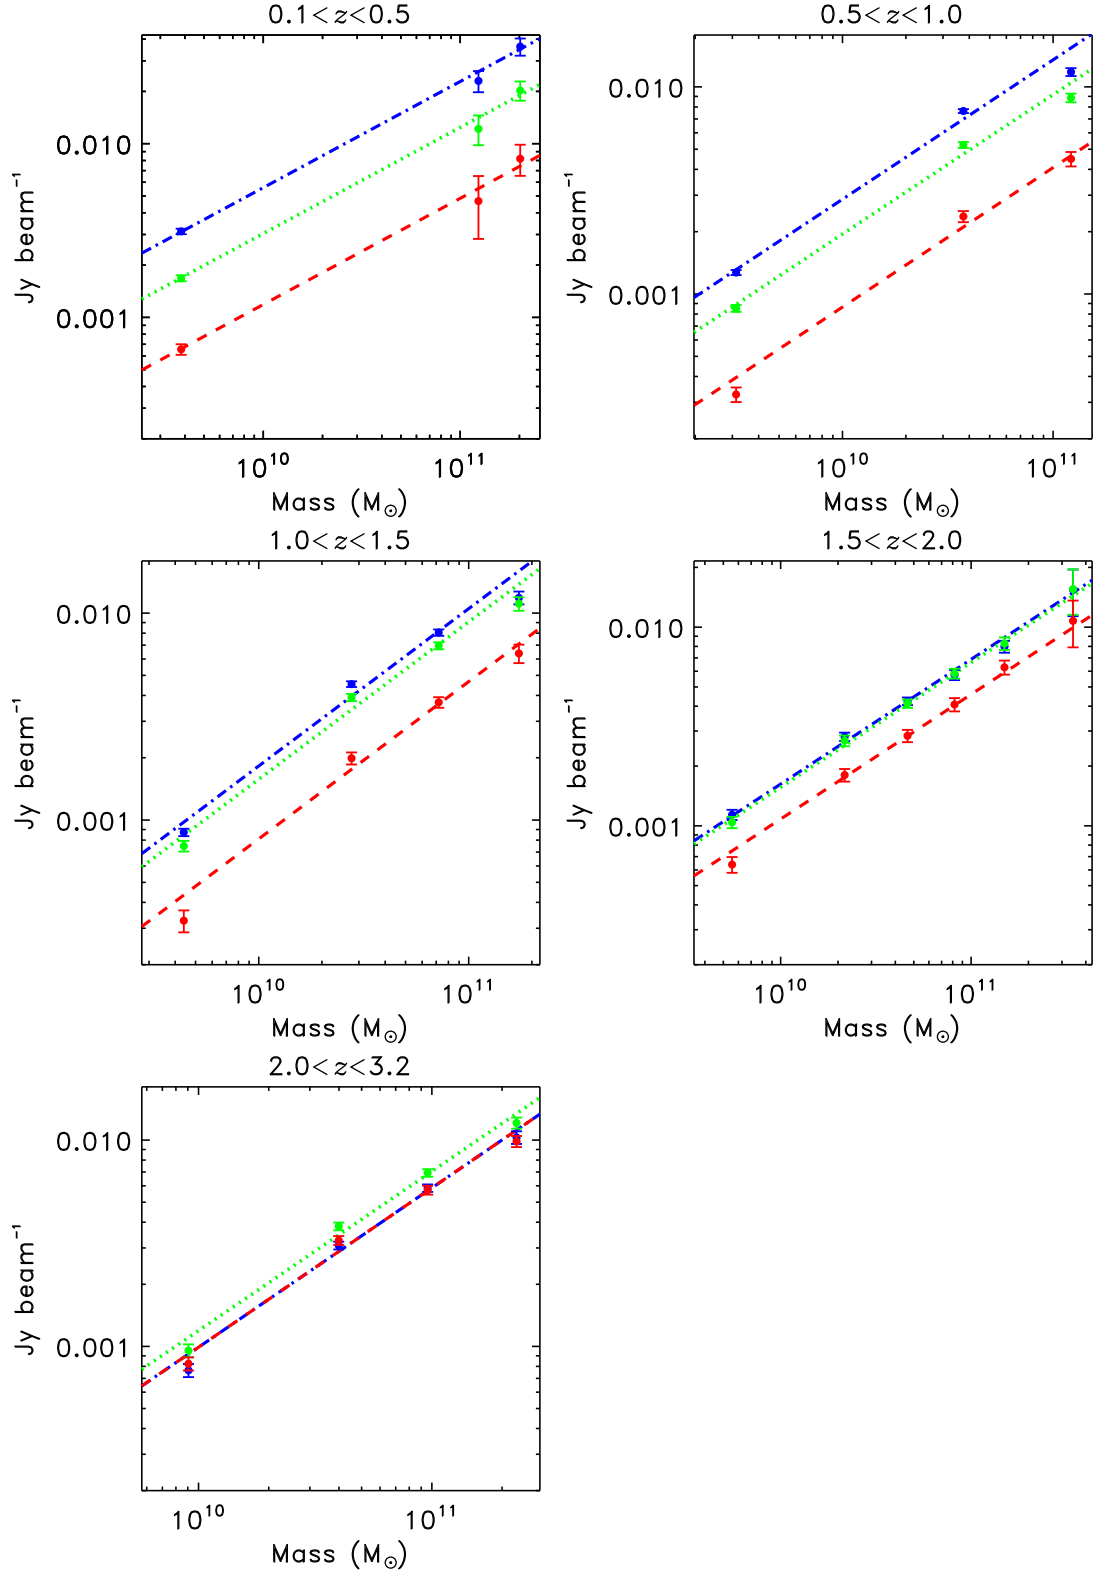 0.1<z<0.5
0.010
0.001
Jy beam⁻¹
10¹⁰ 10¹¹
Mass (M☉)
0.5<z<1.0
0.010
0.001
Jy beam⁻¹
10¹⁰ 10¹¹
Mass (M☉)
1.0<z<1.5
0.010
0.001
Jy beam⁻¹
10¹⁰ 10¹¹
Mass (M☉)
1.5<z<2.0
0.010
0.001
Jy beam⁻¹
10¹⁰ 10¹¹
Mass (M☉)
2.0<z<3.2
0.010
0.001
Jy beam⁻¹
10¹⁰ 10¹¹
Mass (M☉)